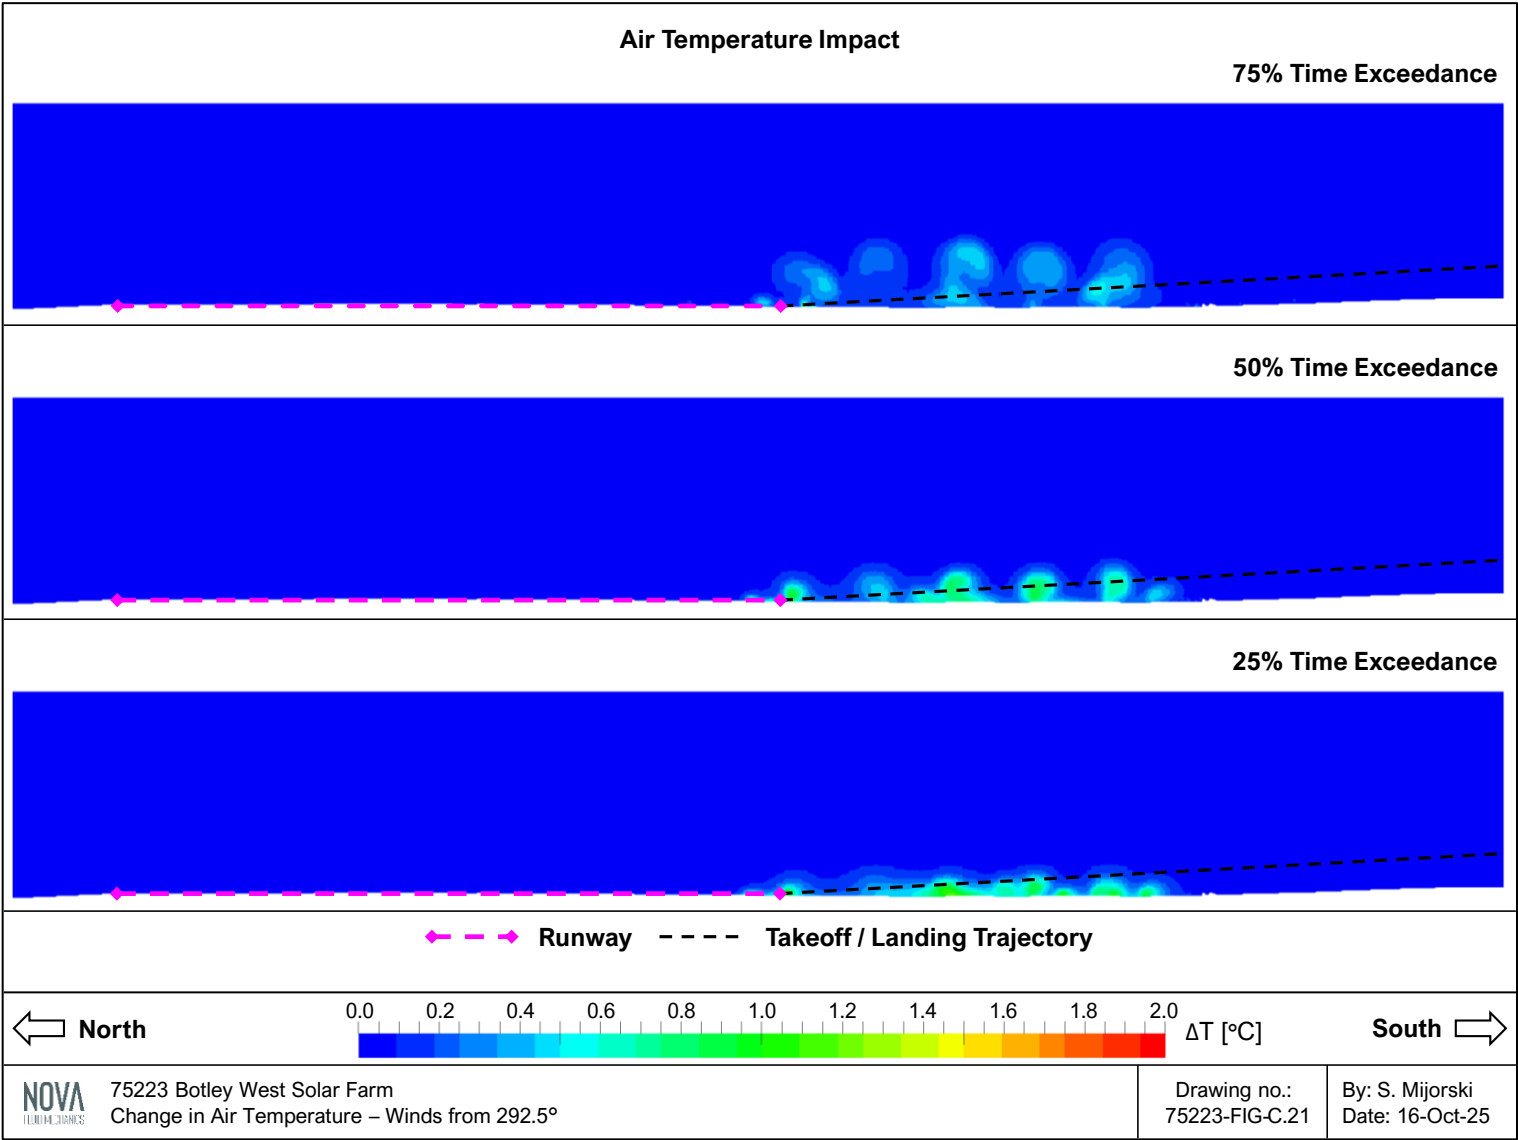 Air Temperature Impact
75% Time Exceedance
50% Time Exceedance
25% Time Exceedance
Runway
Takeoff / Landing Trajectory
North
0.0 0.2 0.4 0.6 0.8 1.0 1.2 1.4 1.6 1.8 2.0
ΔT [°C]
South
NOVA
FLUID MECHANICS
75223 Botley West Solar Farm
Change in Air Temperature – Winds from 292.5°
Drawing no.:
75223-FIG-C.21
By: S. Mijorski
Date: 16-Oct-25